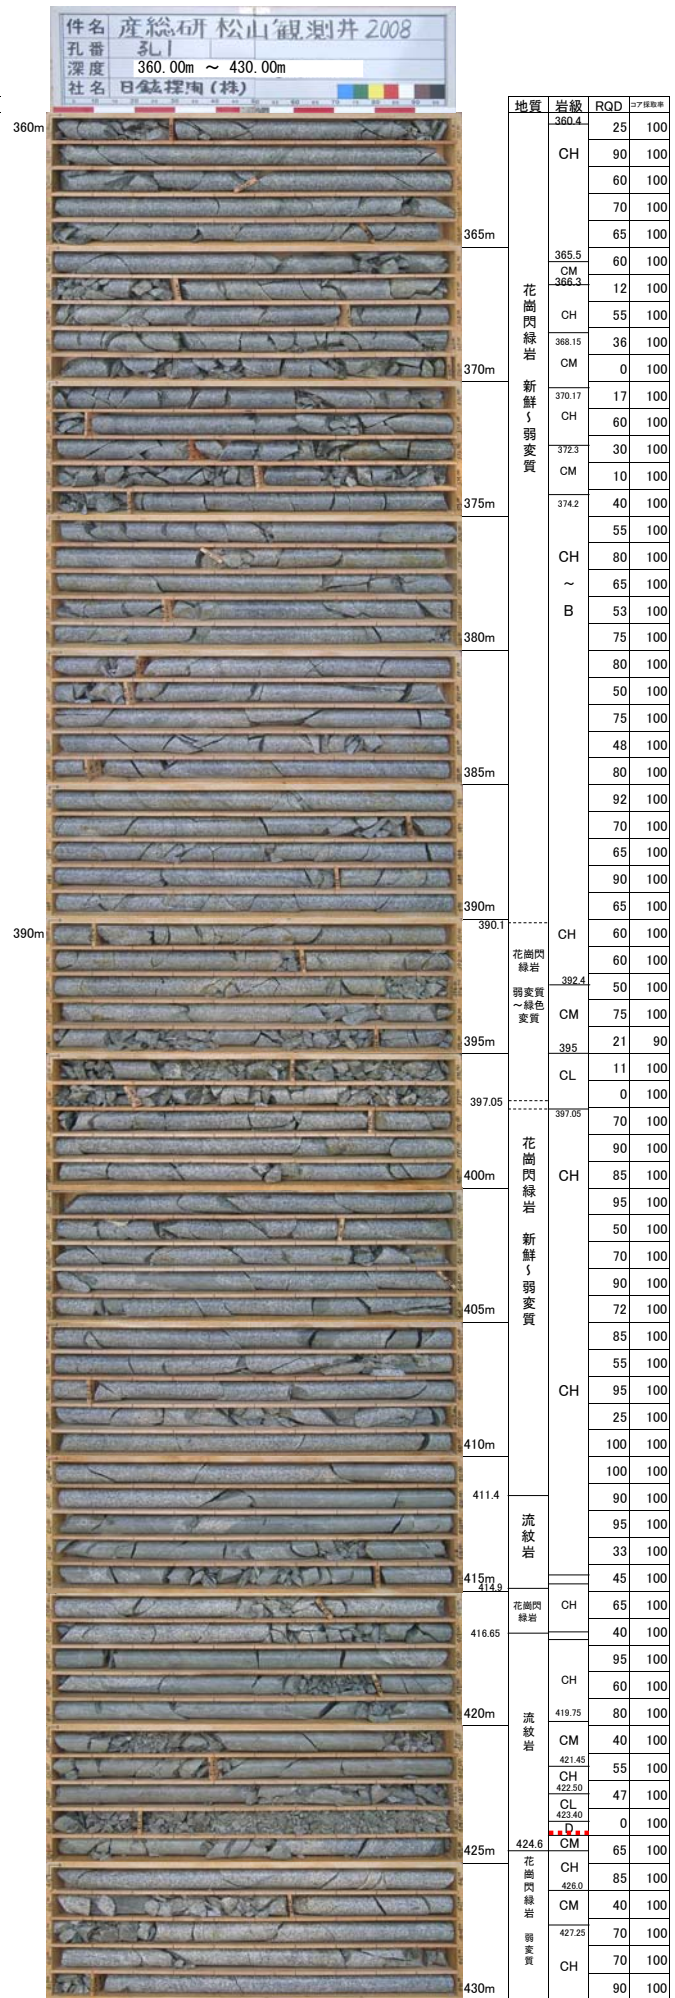 件名 産総研 松山観測井 2008
孔番 孔1
深度 360.00m ～ 430.00m
社名 日鉱探開(株)
地質 岩級 RQD コア採取率
360m
360.4
25 100
CH
90 100
60 100
70 100
365m
65 100
365.5
60 100
CM
366.3
12 100
CH
55 100
368.15
36 100
CM
370m
0 100
花崗閃緑岩 新鮮～弱変質
370.17
17 100
CH
60 100
372.3
30 100
CM
10 100
375m
374.2
40 100
55 100
CH
～
B
80 100
65 100
53 100
380m
75 100
80 100
50 100
75 100
48 100
385m
80 100
92 100
70 100
65 100
90 100
390m
65 100
390m
390.1
CH
60 100
60 100
花崗閃
緑岩
弱変質
～緑色
変質
392.4
50 100
CM
75 100
395m
395
21 90
CL
11 100
397.05
0 100
397.05
70 100
90 100
400m
CH
85 100
花崗閃緑岩 新鮮～弱変質
95 100
50 100
70 100
90 100
405m
72 100
85 100
55 100
CH
95 100
25 100
410m
100 100
100 100
411.4
90 100
流紋岩
95 100
33 100
415m
414.9
45 100
花崗閃
緑岩
CH
65 100
416.65
40 100
95 100
CH
60 100
420m
419.75
80 100
流紋岩
CM
40 100
421.45
55 100
CH
422.50
47 100
CL
423.40
0 100
D
425m
424.6
CM
65 100
花崗閃緑岩 弱変質
CH
426.0
85 100
CM
40 100
427.25
70 100
CH
70 100
430m
90 100